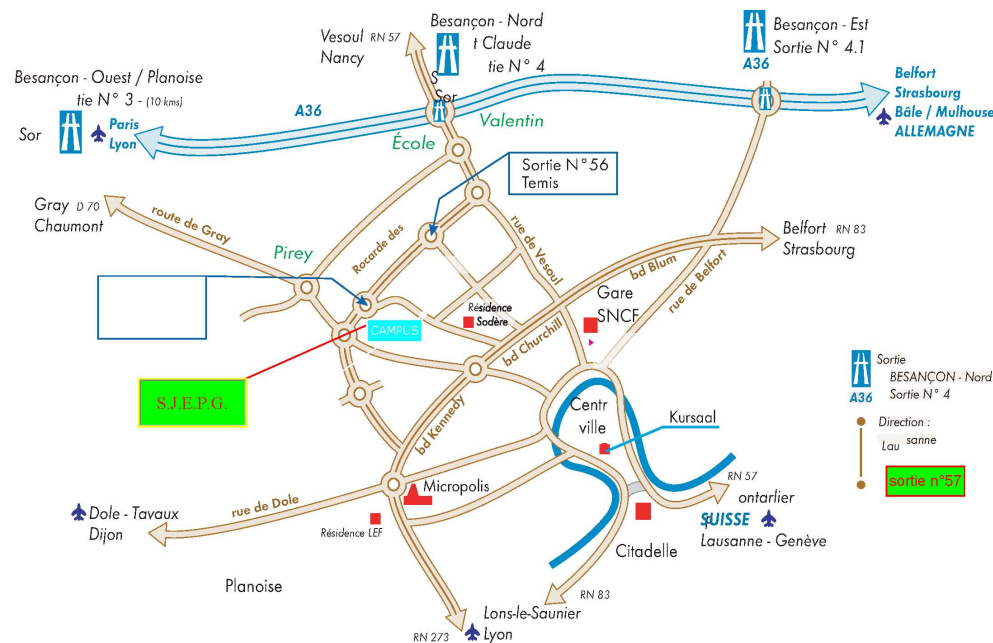 Besançon - Nord
Vesoul RN 57
t Claude
Nancy
tie N° 4
S
Sor
Besançon - Est
Sortie N° 4.1
A36
Besançon - Ouest / Planoise
tie N° 3 - (10 kms)
Sor
Paris
Lyon
A36
Valentin
École
Belfort
Strasbourg
Bâle / Mulhouse
ALLEMAGNE
Sortie N°56
Temis
Gray D 70
Chaumont
route de Gray
Pirey
Rocarde des
rue de Vesoul
bd Blum
rue de Belfort
Belfort RN 83
Strasbourg
Gare
SNCF
Résidence
Sodère
CAMPUS
bd Churchill
S.J.E.P.G.
bd Kennedy
Centr
ville
Kursaal
Sortie
BESANÇON - Nord
A36
Sortie N° 4
Direction :
sanne
Lau
sortie n°57
Micropolis
rue de Dole
Résidence LEF
Dole - Tavaux
Dijon
RN 57
ontarlier
P
SUISSE
Lausanne - Genève
Citadelle
Planoise
RN 83
Lons-le-Saunier
Lyon
RN 273